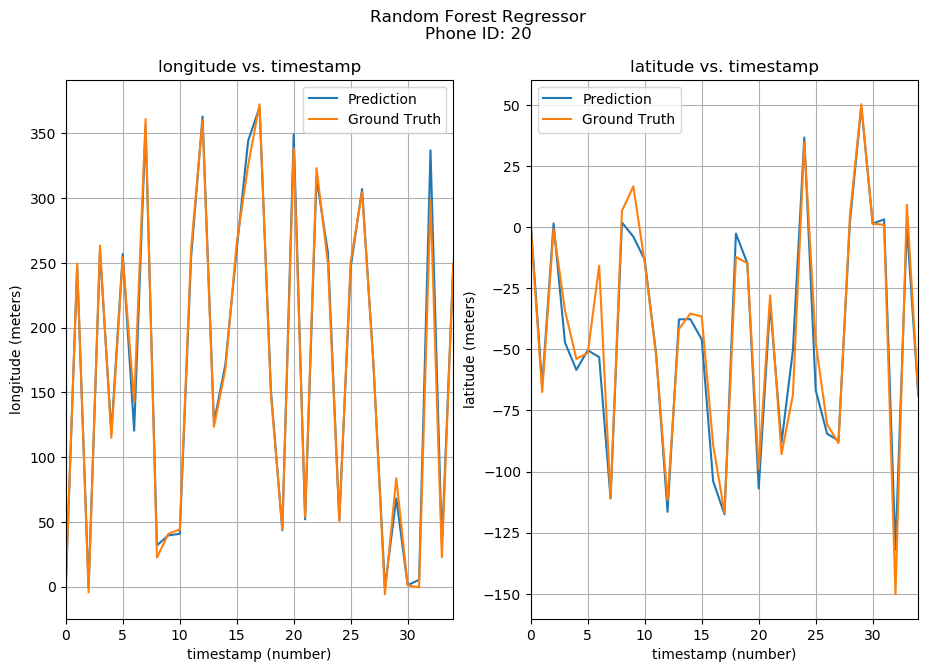 Random Forest Regressor
Phone ID: 20
longitude vs. timestamp
longitude (meters)
350
300
250
200
150
100
50
0
0 5 10 15 20 25 30
timestamp (number)
Prediction
Ground Truth
latitude vs. timestamp
latitude (meters)
50
25
0
−25
−50
−75
−100
−125
−150
0 5 10 15 20 25 30
timestamp (number)
Prediction
Ground Truth